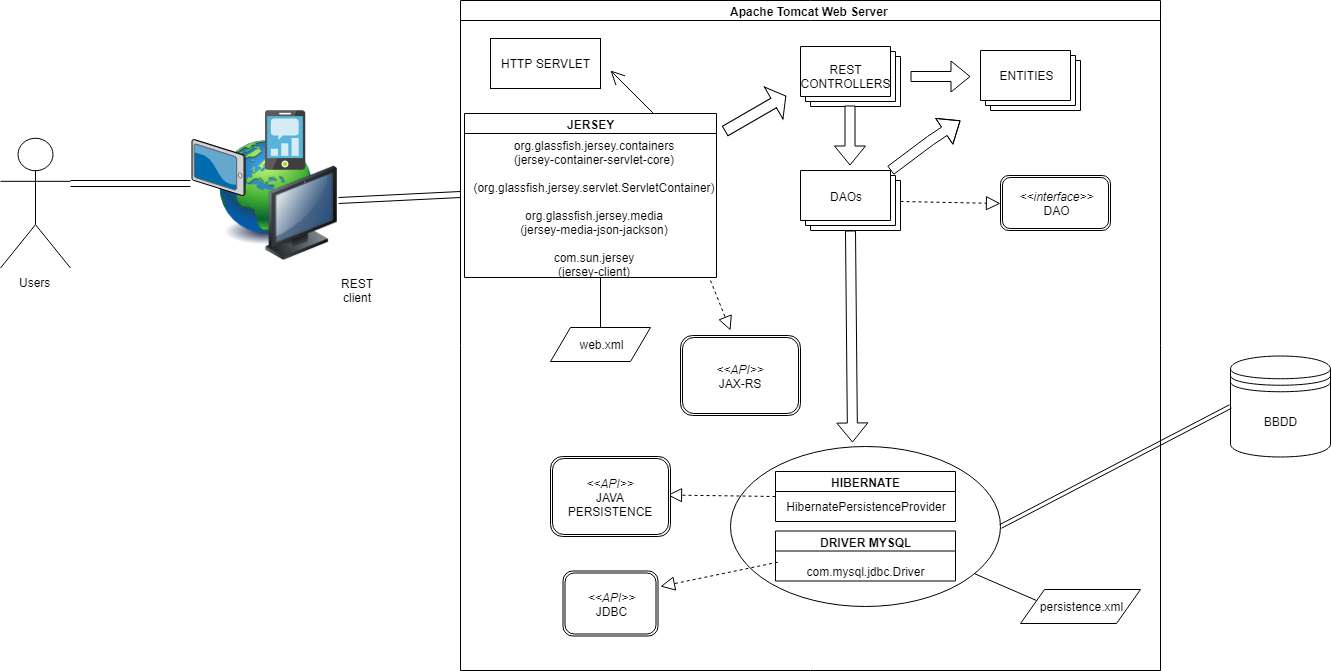 Apache Tomcat Web Server
HTTP SERVLET
REST
CONTROLLERS
ENTITIES
JERSEY
org.glassfish.jersey.containers
(jersey-container-servlet-core)
(org.glassfish.jersey.servlet.ServletContainer)
org.glassfish.jersey.media
(jersey-media-json-jackson)
com.sun.jersey
(jersey-client)
DAOs
<<interface>>
DAO
Users
REST
client
web.xml
<<API>>
JAX-RS
BBDD
<<API>>
JAVA
PERSISTENCE
HIBERNATE
HibernatePersistenceProvider
DRIVER MYSQL
com.mysql.jdbc.Driver
<<API>>
JDBC
persistence.xml